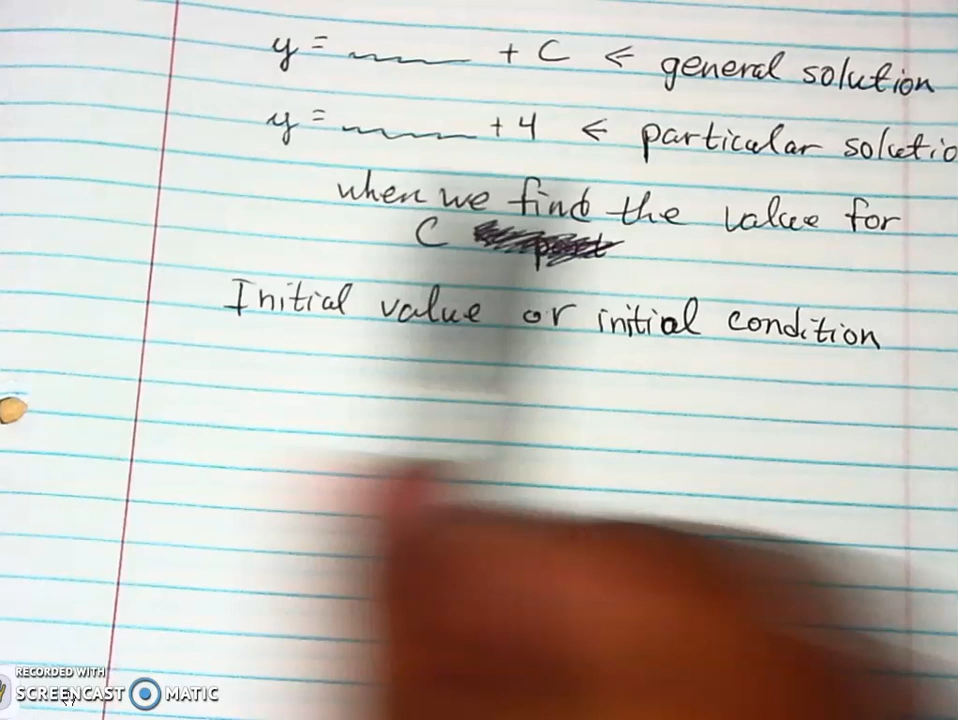 y = + C ← general solution
y = + 4 ← particular solutio
when we find the value for
C
Initial value or initial condition
RECORDED WITH
SCREENCAST MATIC